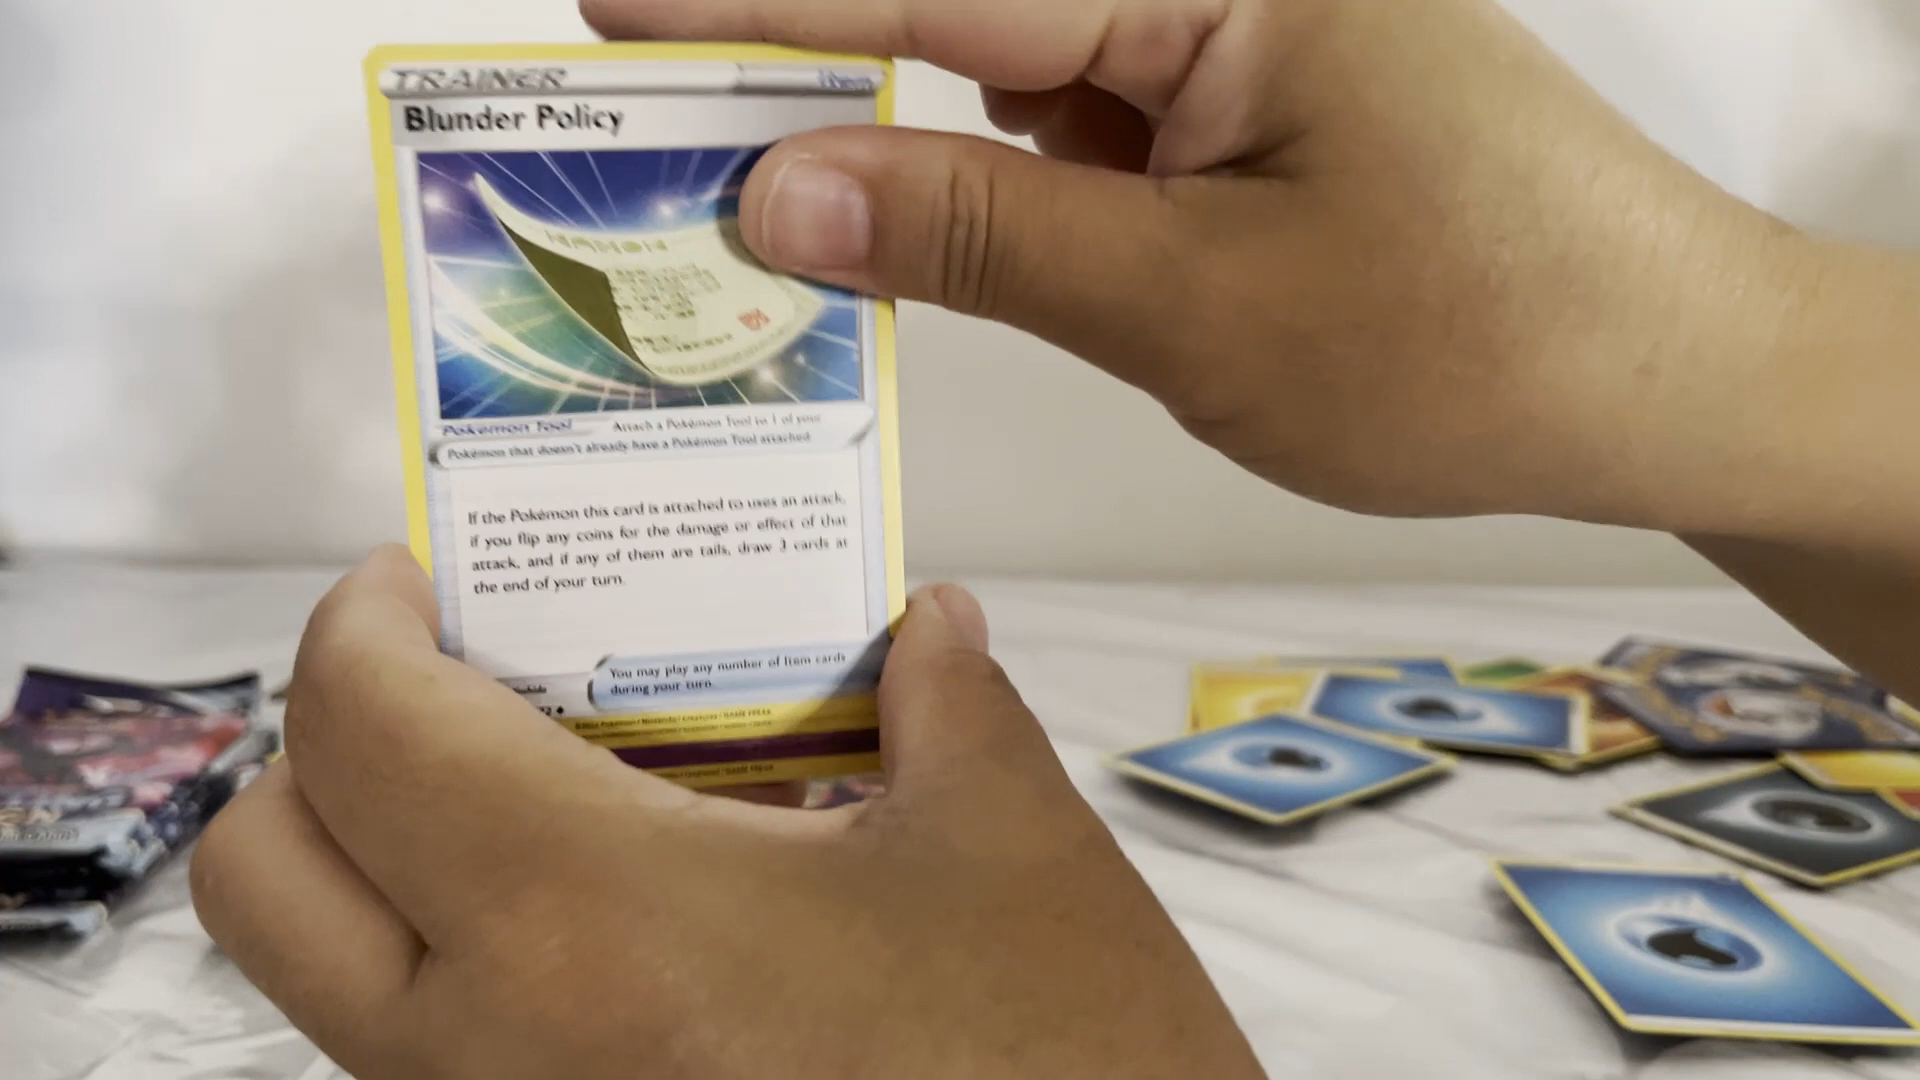 TRAINER Item
Blunder Policy
Pokémon Tool Attach a Pokémon Tool to 1 of your
Pokémon that doesn't already have a Pokémon Tool attached.
If the Pokémon this card is attached to uses an attack,
if you flip any coins for the damage or effect of that
attack, and if any of them are tails, draw 3 cards at
the end of your turn.
You may play any number of Item cards
during your turn.